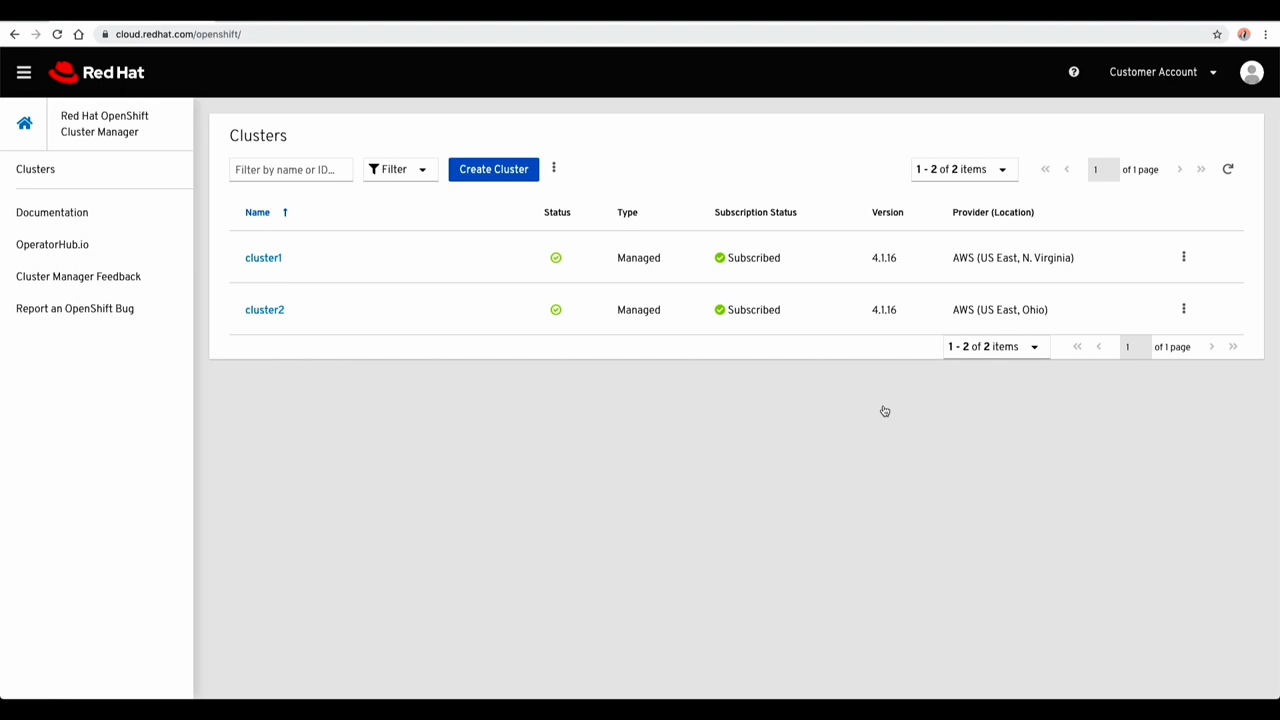 cloud.redhat.com/openshift/
Red Hat
Customer Account
Red Hat OpenShift
Cluster Manager
Clusters
Documentation
OperatorHub.io
Cluster Manager Feedback
Report an OpenShift Bug
Clusters
Filter by name or ID...
Filter
Create Cluster
1 - 2 of 2 items
1
of 1 page
Name
Status
Type
Subscription Status
Version
Provider (Location)
cluster1
Managed
Subscribed
4.1.16
AWS (US East, N. Virginia)
cluster2
Managed
Subscribed
4.1.16
AWS (US East, Ohio)
1 - 2 of 2 items
1
of 1 page